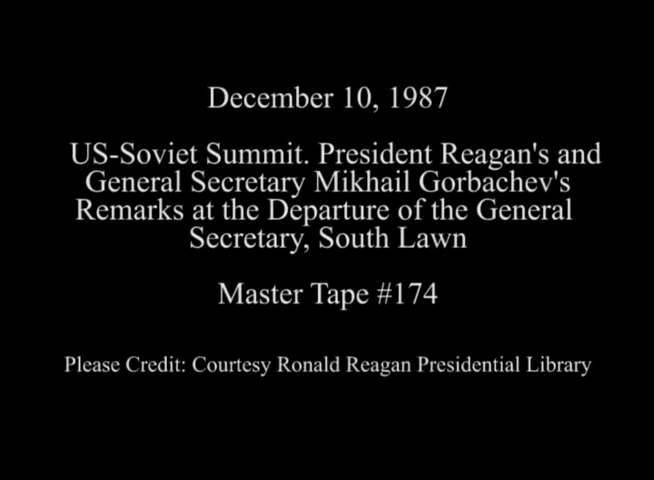 December 10, 1987
US-Soviet Summit. President Reagan's and
General Secretary Mikhail Gorbachev's
Remarks at the Departure of the General
Secretary, South Lawn
Master Tape #174
Please Credit: Courtesy Ronald Reagan Presidential Library